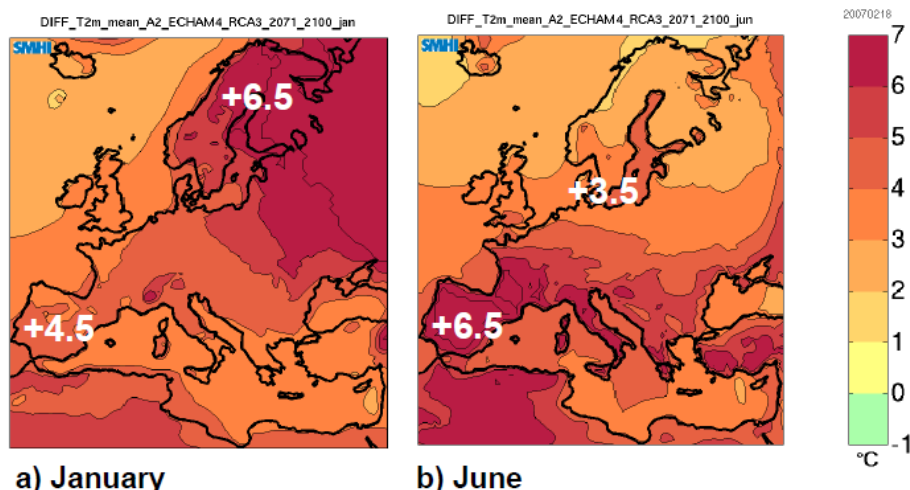 DIFF_T2m_mean_A2_ECHAM4_RCA3_2071_2100_jan
DIFF_T2m_mean_A2_ECHAM4_RCA3_2071_2100_jun
20070218
SMHI
+6.5
+4.5
SMHI
+3.5
+6.5
7
6
5
4
3
2
1
0
-1
°C
a) January
b) June